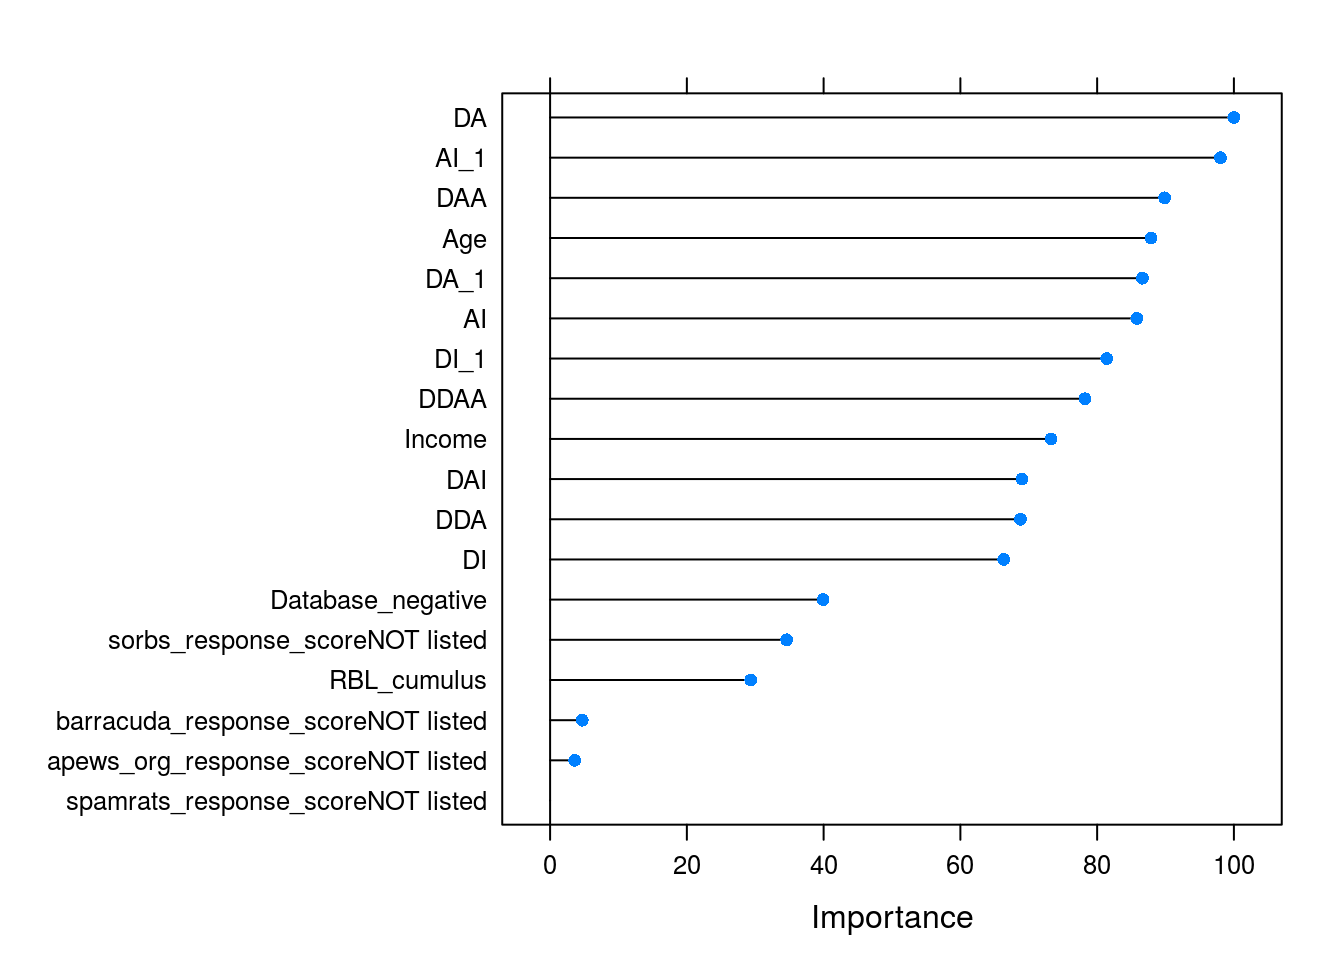 DA
AI_1
DAA
Age
DA_1
AI
DI_1
DDAA
Income
DAI
DDA
DI
Database_negative
sorbs_response_scoreNOT listed
RBL_cumulus
barracuda_response_scoreNOT listed
apews_org_response_scoreNOT listed
spamrats_response_scoreNOT listed
0 20 40 60 80 100
Importance